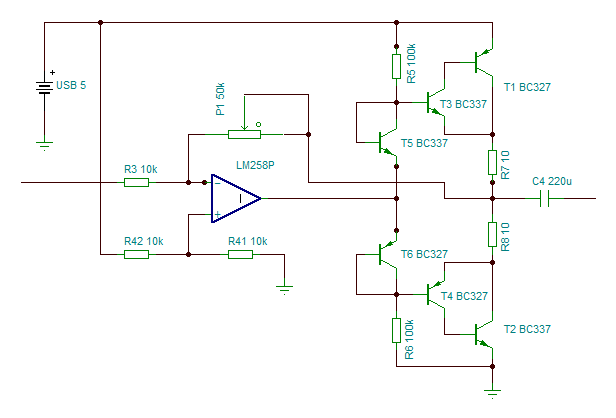 USB 5
+
R5 100k
T1 BC327
P1 50k
T3 BC337
T5 BC337
LM258P
R3 10k
R7 10
C4 220u
−
+
R42 10k
R41 10k
R8 10
T6 BC327
T4 BC327
R6 100k
T2 BC337